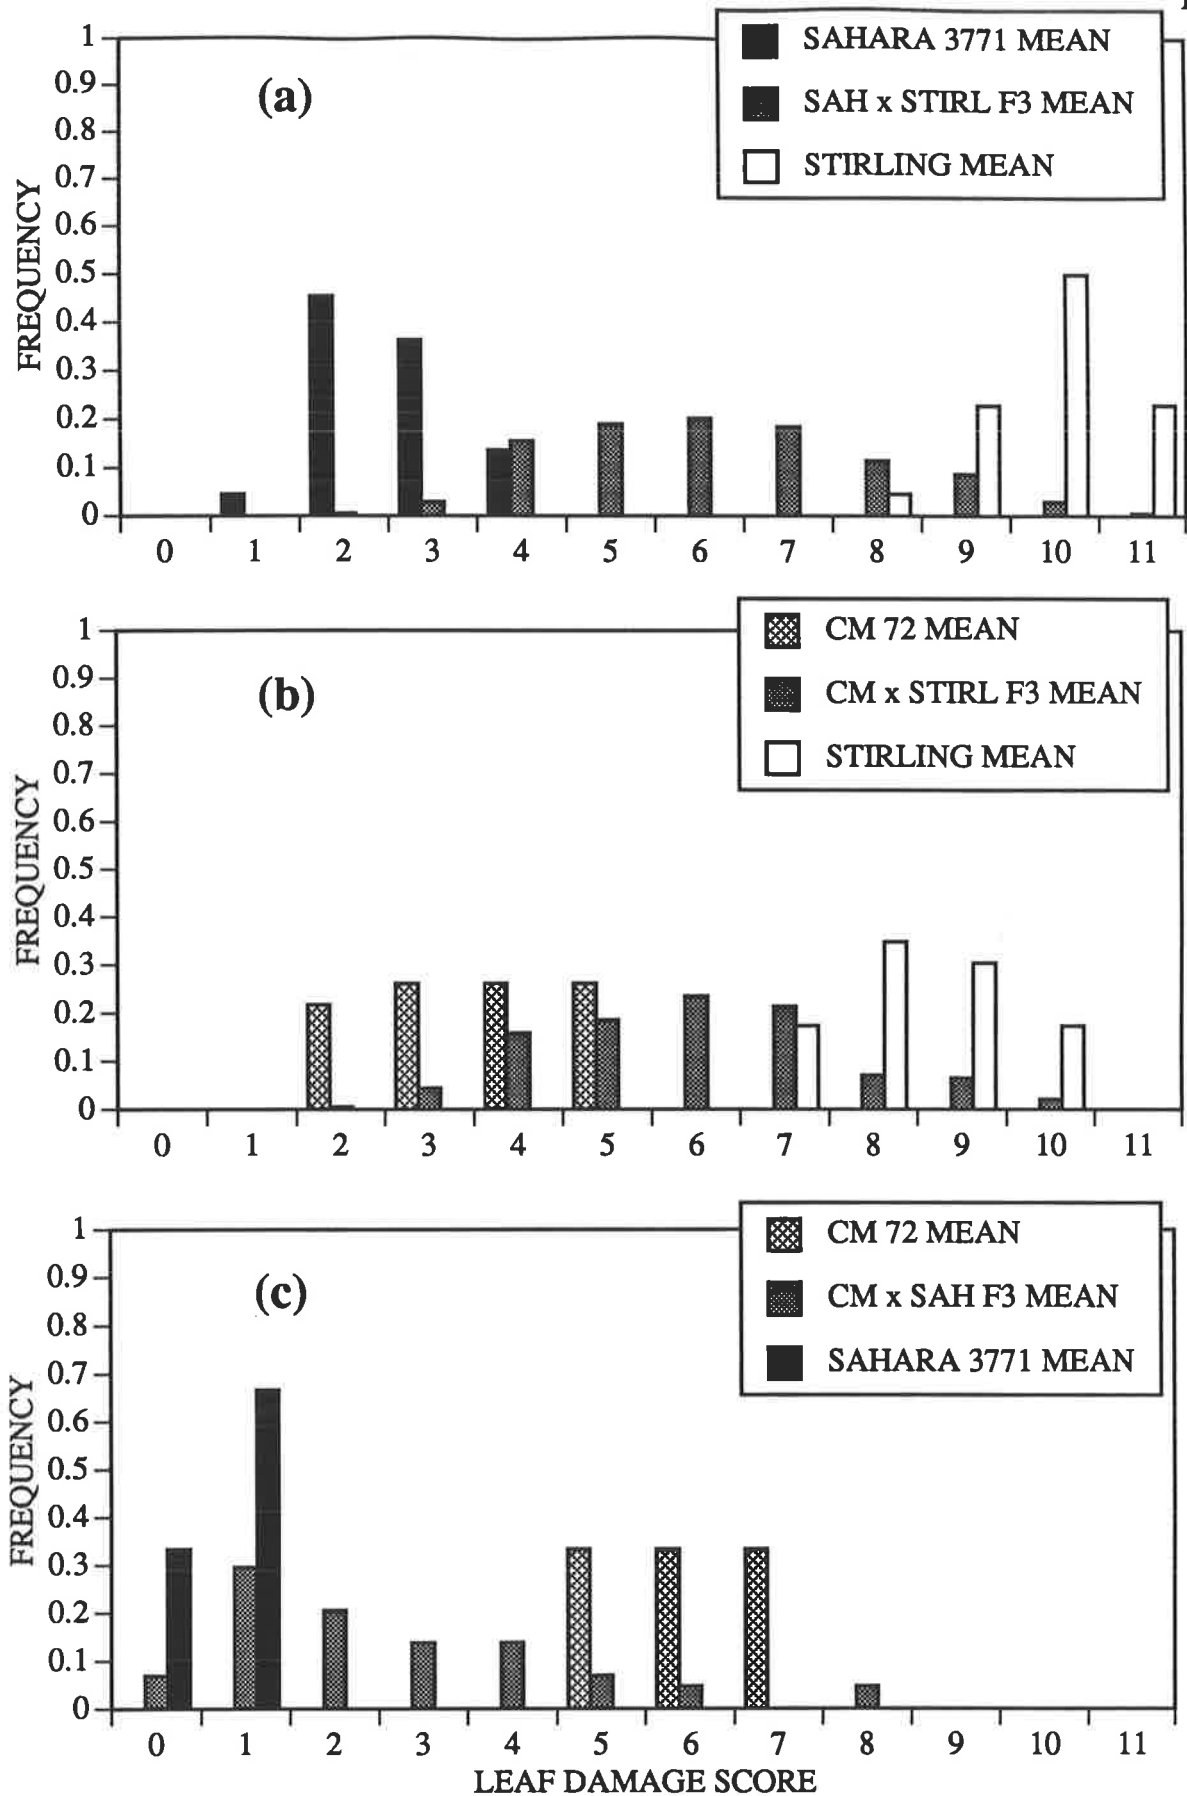 SAHARA 3771 MEAN
SAH x STIRL F3 MEAN
STIRLING MEAN
(a)
FREQUENCY
1
0.9
0.8
0.7
0.6
0.5
0.4
0.3
0.2
0.1
0
0 1 2 3 4 5 6 7 8 9 10 11
CM 72 MEAN
CM x STIRL F3 MEAN
STIRLING MEAN
(b)
FREQUENCY
1
0.9
0.8
0.7
0.6
0.5
0.4
0.3
0.2
0.1
0
0 1 2 3 4 5 6 7 8 9 10 11
CM 72 MEAN
CM x SAH F3 MEAN
SAHARA 3771 MEAN
(c)
FREQUENCY
1
0.9
0.8
0.7
0.6
0.5
0.4
0.3
0.2
0.1
0
0 1 2 3 4 5 6 7 8 9 10 11
LEAF DAMAGE SCORE